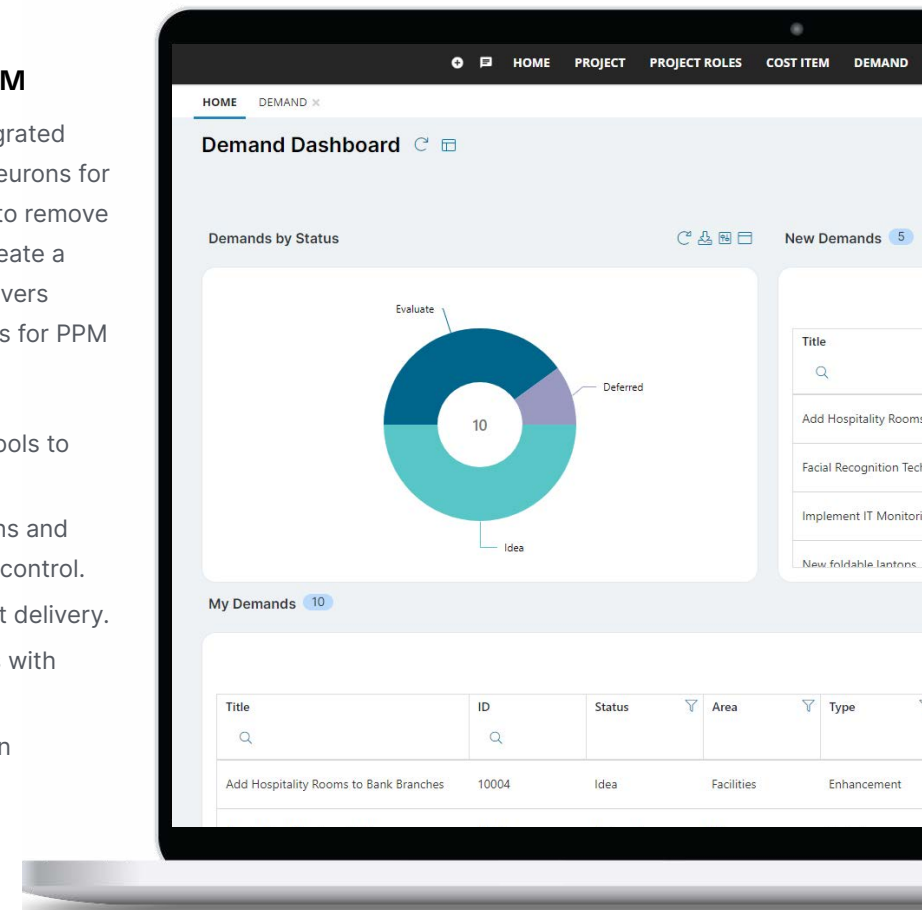 M
grated
eurons for
to remove
eate a
vers
s for PPM
ools to
ns and
control.
t delivery.
with
n
HOME PROJECT PROJECT ROLES COST ITEM DEMAND
HOME DEMAND
Demand Dashboard
Demands by Status
Evaluate
Deferred
10
Idea
New Demands 5
Title
Add Hospitality Rooms
Facial Recognition Tech
Implement IT Monitori
New foldable laptops
My Demands 10
Title ID Status Area Type
Add Hospitality Rooms to Bank Branches 10004 Idea Facilities Enhancement